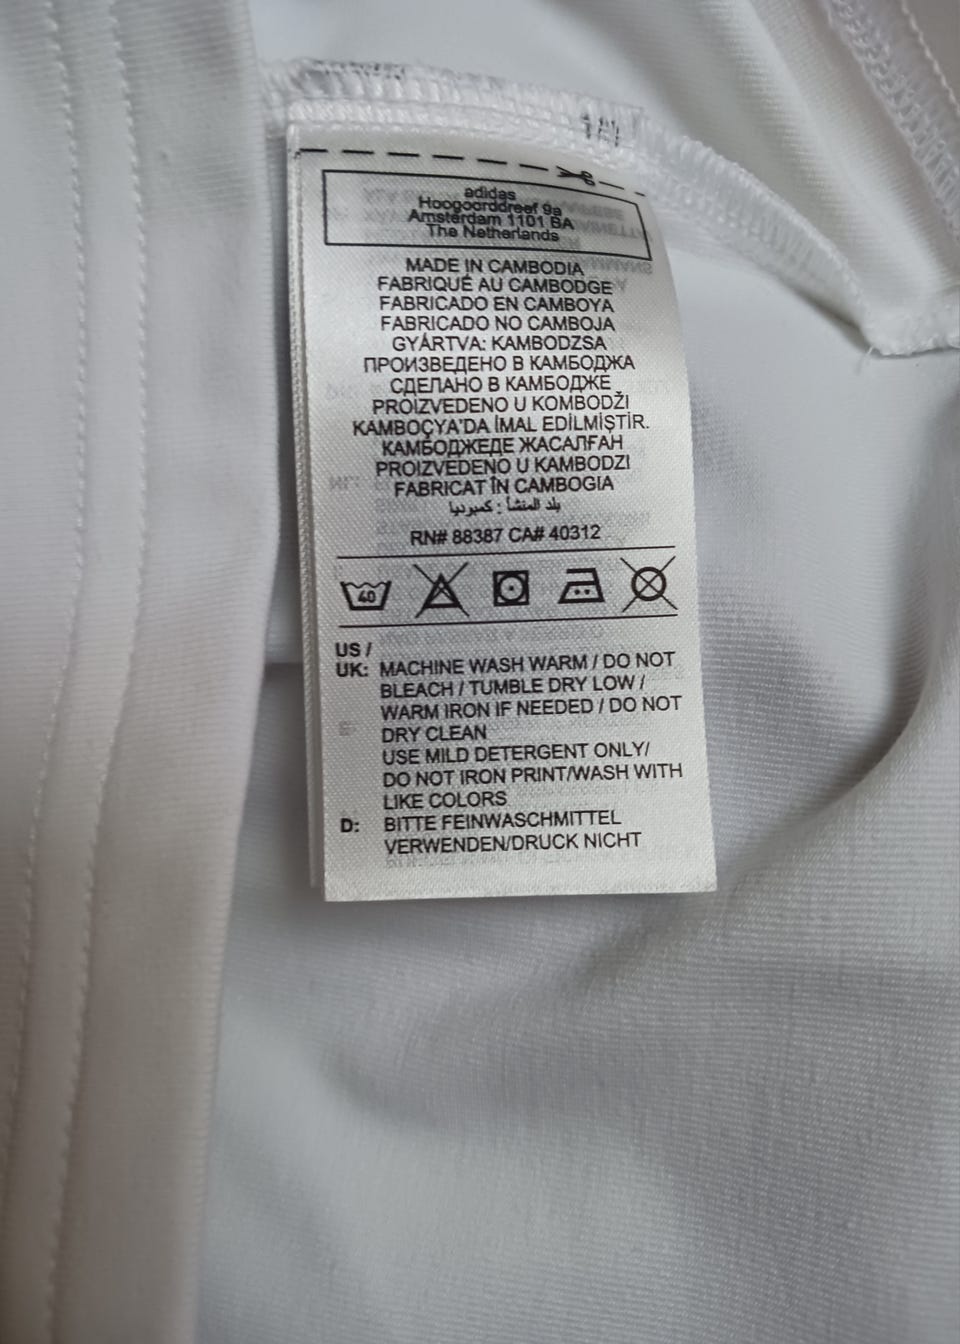 adidas
Hoogoorddreef 9a
Amsterdam 1101 BA
The Netherlands
MADE IN CAMBODIA
FABRIQUÉ AU CAMBODGE
FABRICADO EN CAMBOYA
FABRICADO NO CAMBOJA
GYÁRTVA: KAMBODZSA
ПРОИЗВЕДЕНО В КАМБОДЖА
СДЕЛАНО В КАМБОДЖЕ
PROIZVEDENO U KOMBODŽI
KAMBOÇYA'DA İMAL EDİLMİŞTİR.
КАМБОДЖЕДЕ ЖАСАЛҒАН
PROIZVEDENO U KAMBODZI
FABRICAT ÎN CAMBOGIA
بلد المنشأ : كمبرديا
RN# 88387 CA# 40312
40
US /
UK: MACHINE WASH WARM / DO NOT
BLEACH / TUMBLE DRY LOW /
WARM IRON IF NEEDED / DO NOT
DRY CLEAN
USE MILD DETERGENT ONLY/
DO NOT IRON PRINT/WASH WITH
LIKE COLORS
D: BITTE FEINWASCHMITTEL
VERWENDEN/DRUCK NICHT